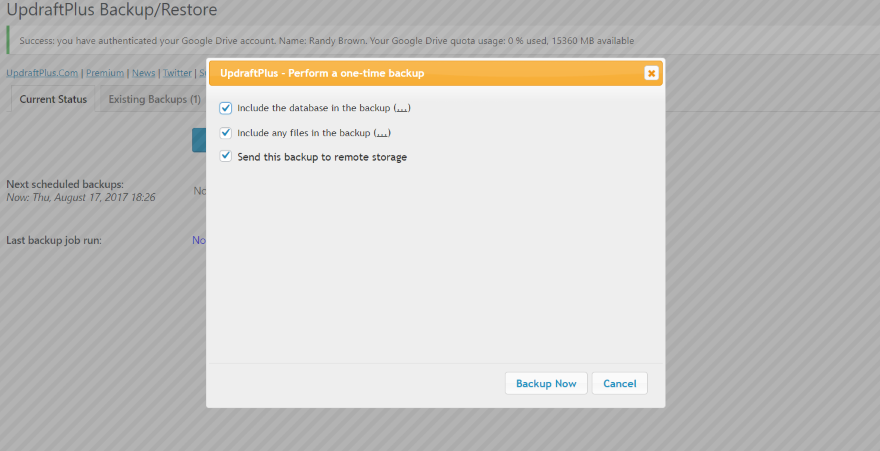 UpdraftPlus Backup/Restore
Success: you have authenticated your Google Drive account. Name: Randy Brown. Your Google Drive quota usage: 0 % used, 15360 MB available
UpdraftPlus.Com | Premium | News | Twitter |
UpdraftPlus - Perform a one-time backup
Current Status Existing Backups (1)
Include the database in the backup (...)
Include any files in the backup (...)
Send this backup to remote storage
Next scheduled backups:
Now: Thu, August 17, 2017 18:26
No
Last backup job run:
No
Backup Now Cancel